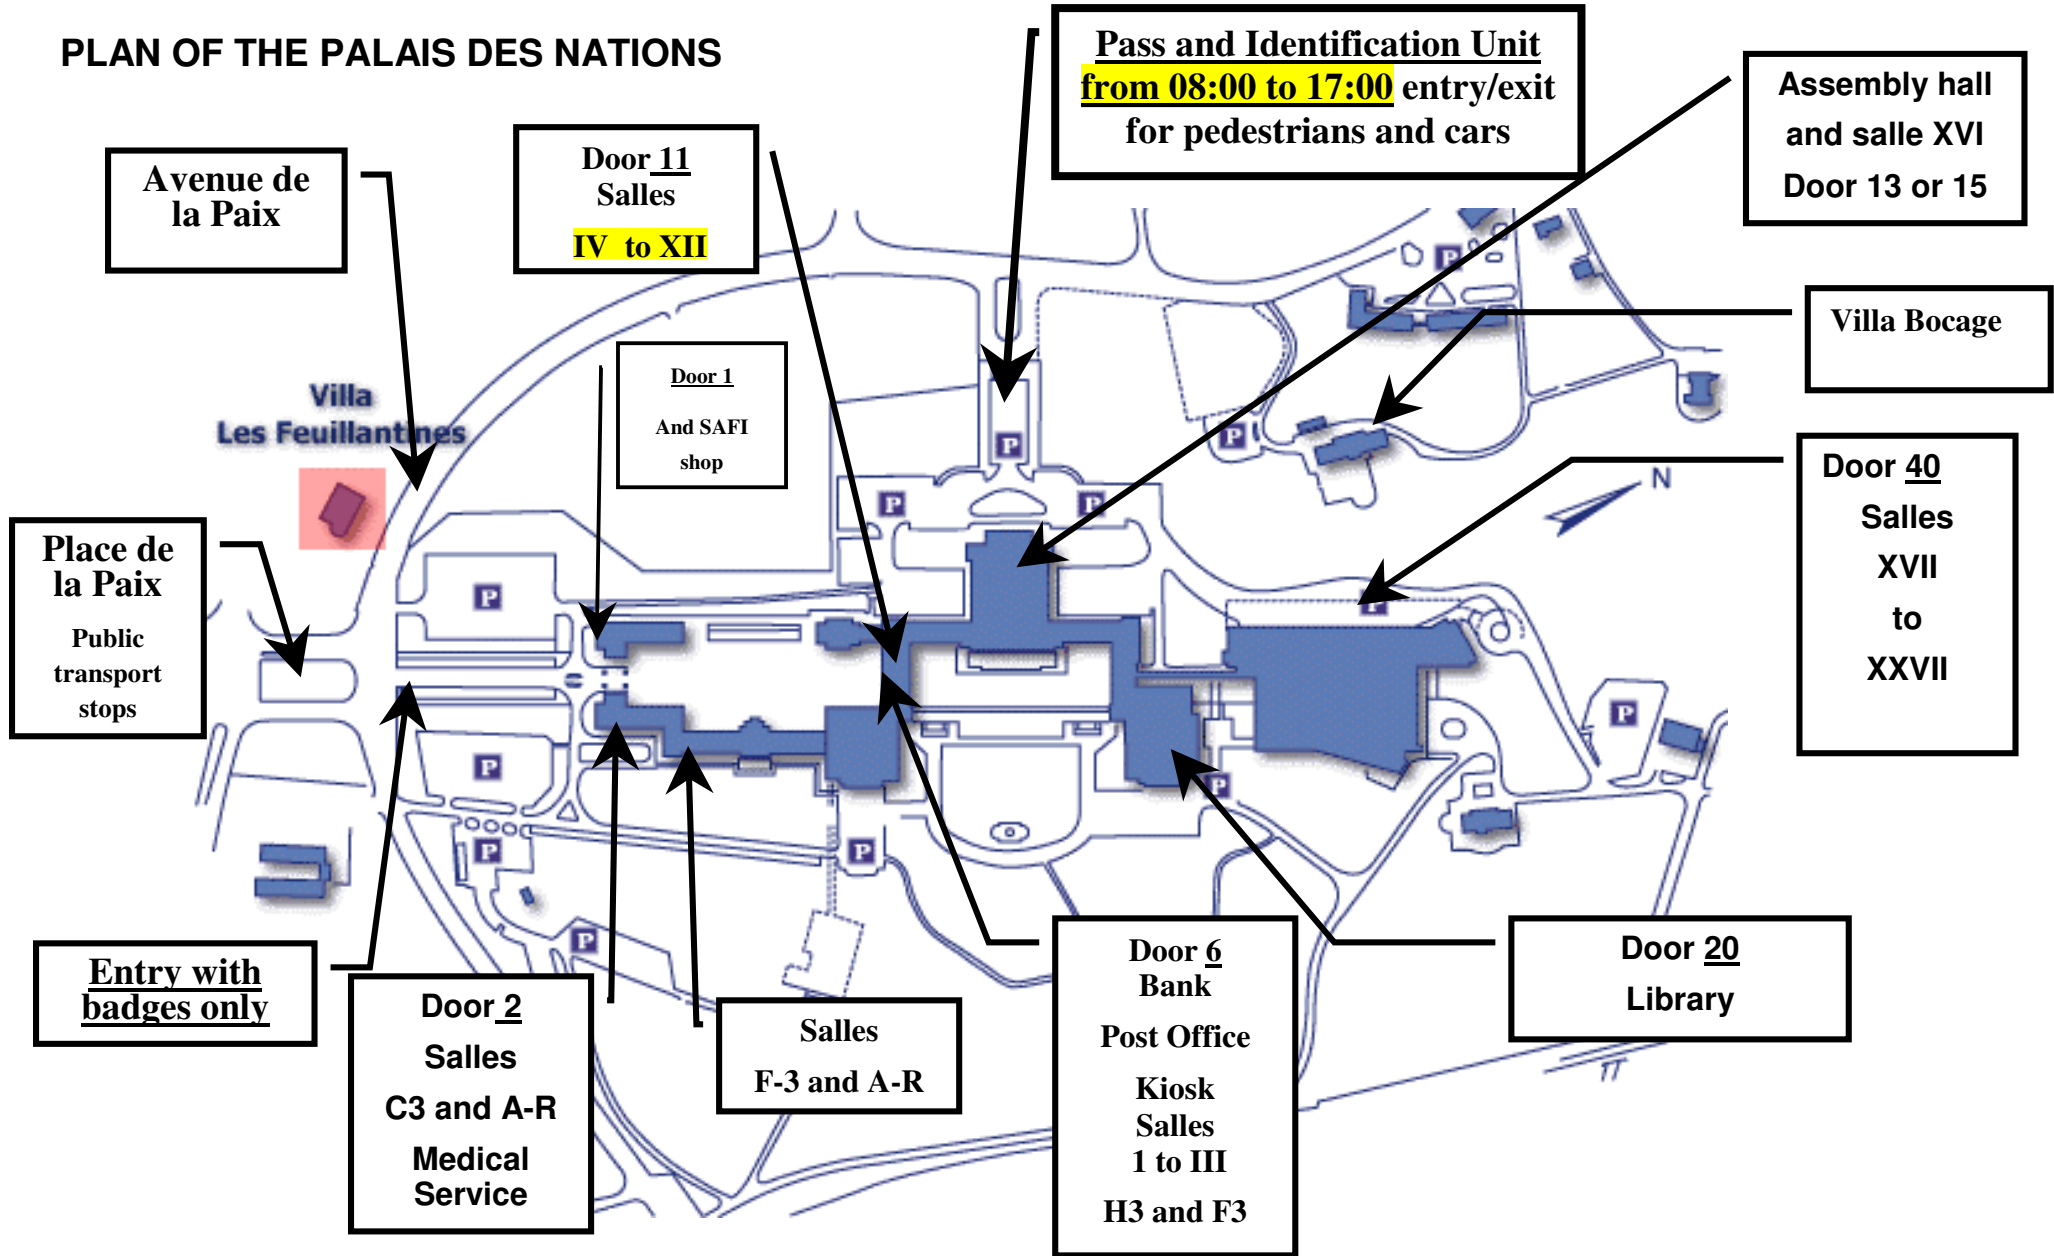 PLAN OF THE PALAIS DES NATIONS
Pass and Identification Unit
from 08:00 to 17:00 entry/exit
for pedestrians and cars
Assembly hall
and salle XVI
Door 13 or 15
Avenue de
la Paix
Door 11
Salles
IV to XII
Villa Bocage
Door 1
And SAFI
shop
Villa
Les Feuillantines
P
P
P
P
P
N
Door 40
Salles
XVII
to
XXVII
Place de
la Paix
Public
transport
stops
P
P
P
P
P
P
P
P
Entry with
badges only
Door 2
Salles
C3 and A-R
Medical
Service
Salles
F-3 and A-R
Door 6
Bank
Post Office
Kiosk
Salles
1 to III
H3 and F3
Door 20
Library